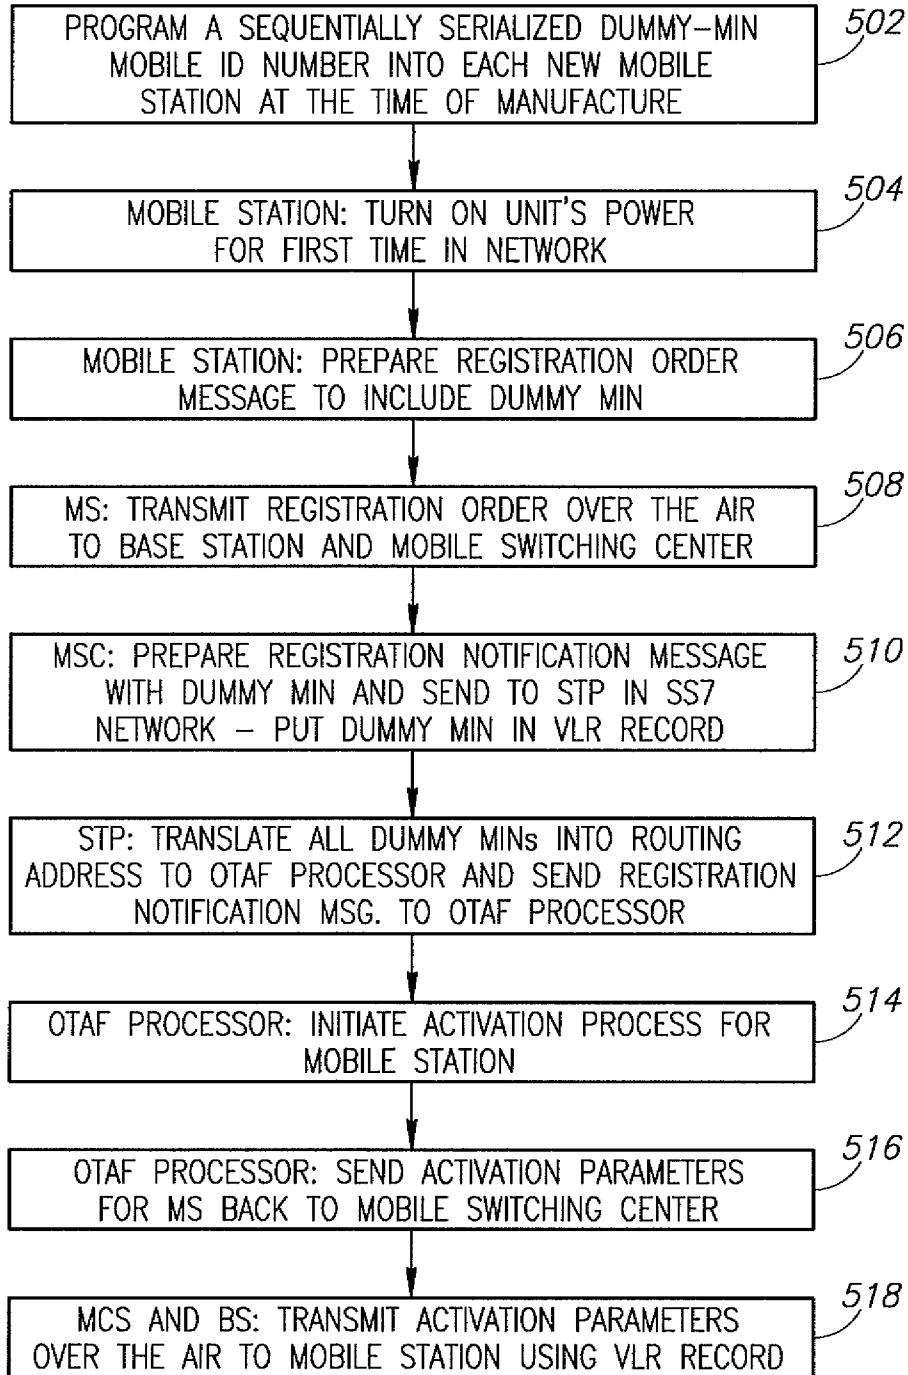 PROGRAM A SEQUENTIALLY SERIALIZED DUMMY-MIN
MOBILE ID NUMBER INTO EACH NEW MOBILE
STATION AT THE TIME OF MANUFACTURE
502
MOBILE STATION: TURN ON UNIT'S POWER
FOR FIRST TIME IN NETWORK
504
MOBILE STATION: PREPARE REGISTRATION ORDER
MESSAGE TO INCLUDE DUMMY MIN
506
MS: TRANSMIT REGISTRATION ORDER OVER THE AIR
TO BASE STATION AND MOBILE SWITCHING CENTER
508
MSC: PREPARE REGISTRATION NOTIFICATION MESSAGE
WITH DUMMY MIN AND SEND TO STP IN SS7
NETWORK – PUT DUMMY MIN IN VLR RECORD
510
STP: TRANSLATE ALL DUMMY MINs INTO ROUTING
ADDRESS TO OTAF PROCESSOR AND SEND REGISTRATION
NOTIFICATION MSG. TO OTAF PROCESSOR
512
OTAF PROCESSOR: INITIATE ACTIVATION PROCESS FOR
MOBILE STATION
514
OTAF PROCESSOR: SEND ACTIVATION PARAMETERS
FOR MS BACK TO MOBILE SWITCHING CENTER
516
MCS AND BS: TRANSMIT ACTIVATION PARAMETERS
OVER THE AIR TO MOBILE STATION USING VLR RECORD
518